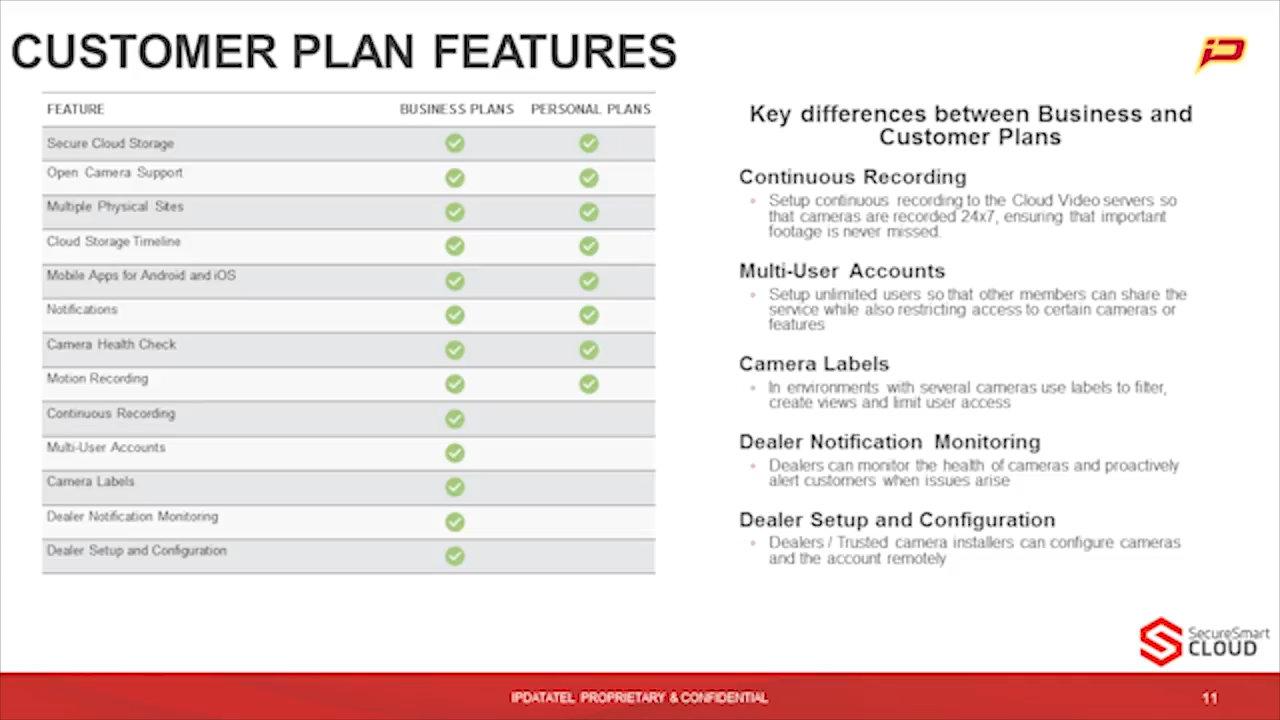 CUSTOMER PLAN FEATURES
FEATURE BUSINESS PLANS PERSONAL PLANS
Secure Cloud Storage
Open Camera Support
Multiple Physical Sites
Cloud Storage Timeline
Mobile Apps for Android and iOS
Notifications
Camera Health Check
Motion Recording
Continuous Recording
Multi-User Accounts
Camera Labels
Dealer Notification Monitoring
Dealer Setup and Configuration
Key differences between Business and
Customer Plans
Continuous Recording
• Setup continuous recording to the Cloud Video servers so
that cameras are recorded 24x7, ensuring that important
footage is never missed.
Multi-User Accounts
• Setup unlimited users so that other members can share the
service while also restricting access to certain cameras or
features
Camera Labels
• In environments with several cameras use labels to filter,
create views and limit user access
Dealer Notification Monitoring
• Dealers can monitor the health of cameras and proactively
alert customers when issues arise
Dealer Setup and Configuration
• Dealers / Trusted camera installers can configure cameras
and the account remotely
SecureSmart
CLOUD
IPDATATEL PROPRIETARY & CONFIDENTIAL
11